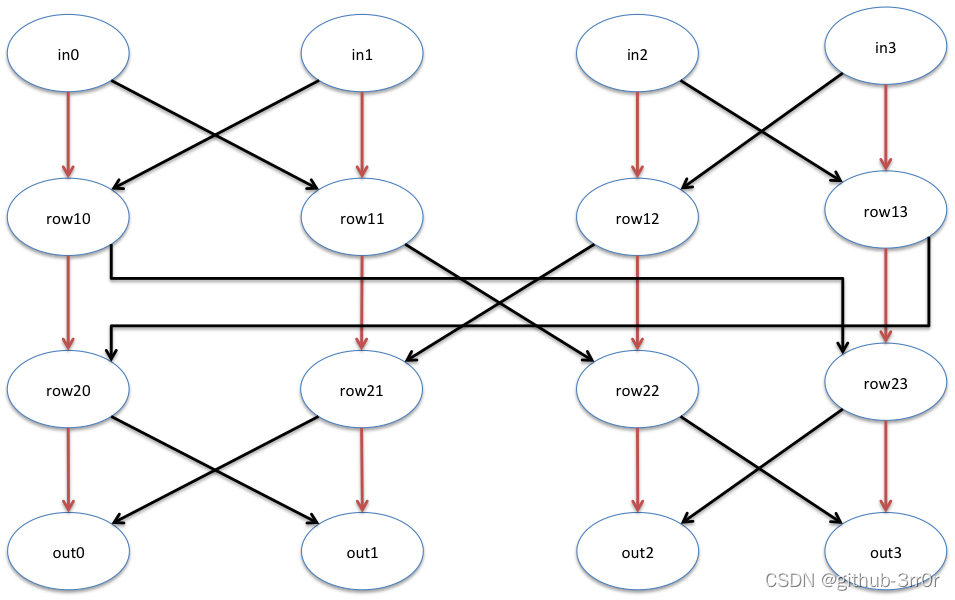 in0
in1
in2
in3
row10
row11
row12
row13
row20
row21
row22
row23
out0
out1
out2
out3
CSDN @github-3rr0r